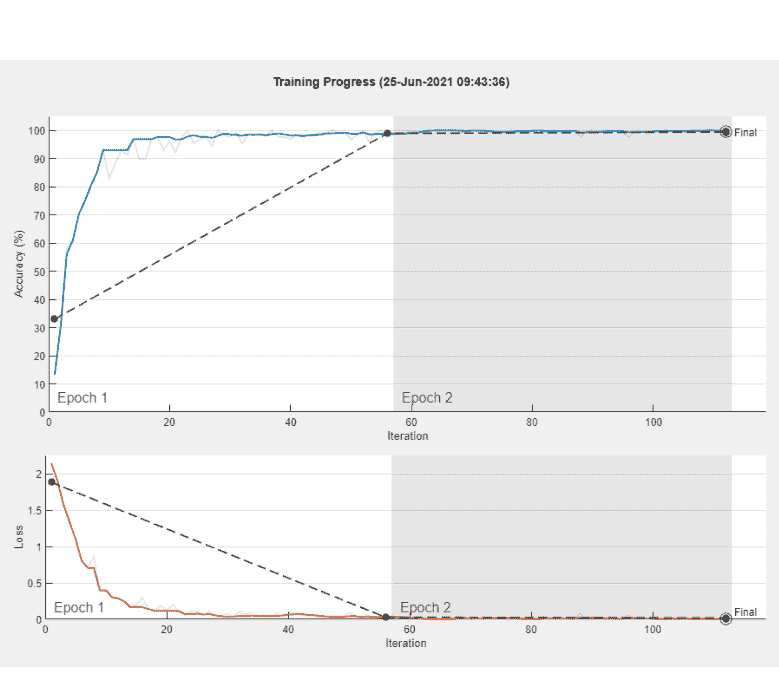 Training Progress (25-Jun-2021 09:43:36)
100
90
80
70
60
50
40
30
20
10
0
Accuracy (%)
Final
Epoch 1
Epoch 2
0 20 40 60 80 100
Iteration
2
1.5
1
0.5
0
Loss
Final
Epoch 1
Epoch 2
0 20 40 60 80 100
Iteration